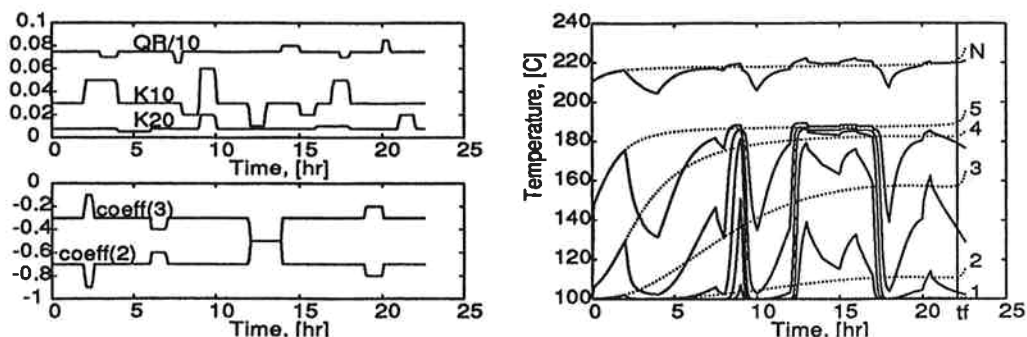 0.1
0.08
0.06
0.04
0.02
0
QR/10
K10
K20
0 5 10 15 20 25
Time, [hr]
0
-0.2
-0.4
-0.6
-0.8
-1
coeff(3)
coeff(2)
0 5 10 15 20 25
Time, [hr]
Temperature, [C]
240
220
200
180
160
140
120
100
N
5
4
3
2
1
0 5 10 15 20 tf 25
Time, [hr]